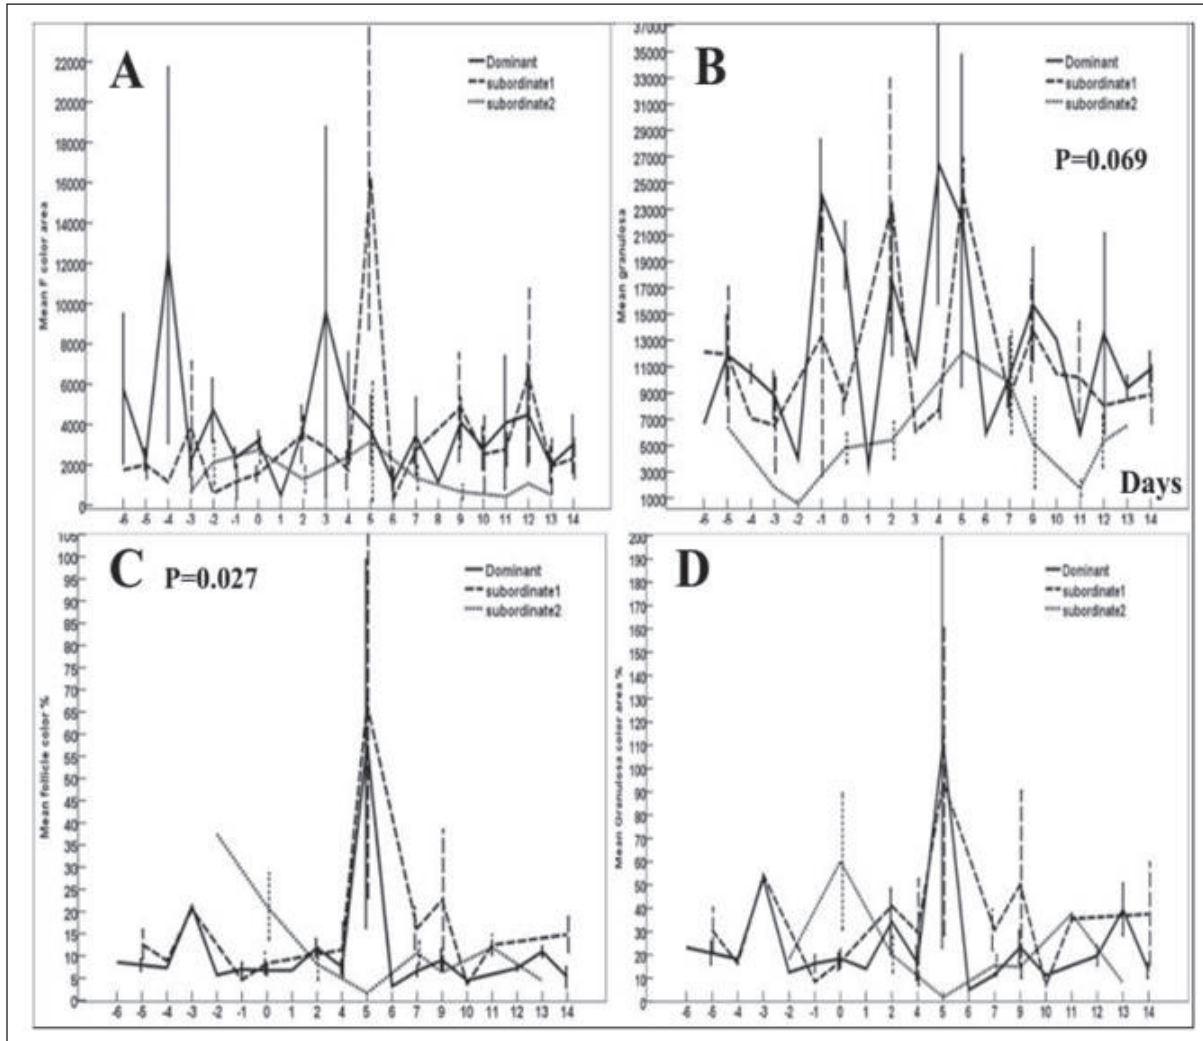 A
Dominant
subordinate1
subordinate2
Mean F color area
22000
20000
18000
16000
14000
12000
10000
8000
6000
4000
2000
0
-6 -5 -4 -3 -2 -1 0 1 2 3 4 5 6 7 8 9 10 11 12 13 14
B
Dominant
subordinate1
subordinate2
P=0.069
Mean granulosa
37000
35000
33000
31000
29000
27000
25000
23000
21000
19000
17000
15000
13000
11000
9000
7000
5000
3000
1000
Days
-6 -5 -4 -3 -2 -1 0 1 2 3 4 5 6 7 8 9 10 11 12 13 14
C
P=0.027
Dominant
subordinate1
subordinate2
Mean follicle color %
105
100
95
90
85
80
75
70
65
60
55
50
45
40
35
30
25
20
15
10
5
0
-6 -5 -4 -3 -2 -1 0 1 2 4 5 6 7 9 10 11 12 13 14
D
Dominant
subordinate1
subordinate2
Mean Granulosa color area %
200
190
180
170
160
150
140
130
120
110
100
90
80
70
60
50
40
30
20
10
0
-6 -5 -4 -3 -2 -1 0 1 2 4 5 6 7 9 10 11 12 13 14